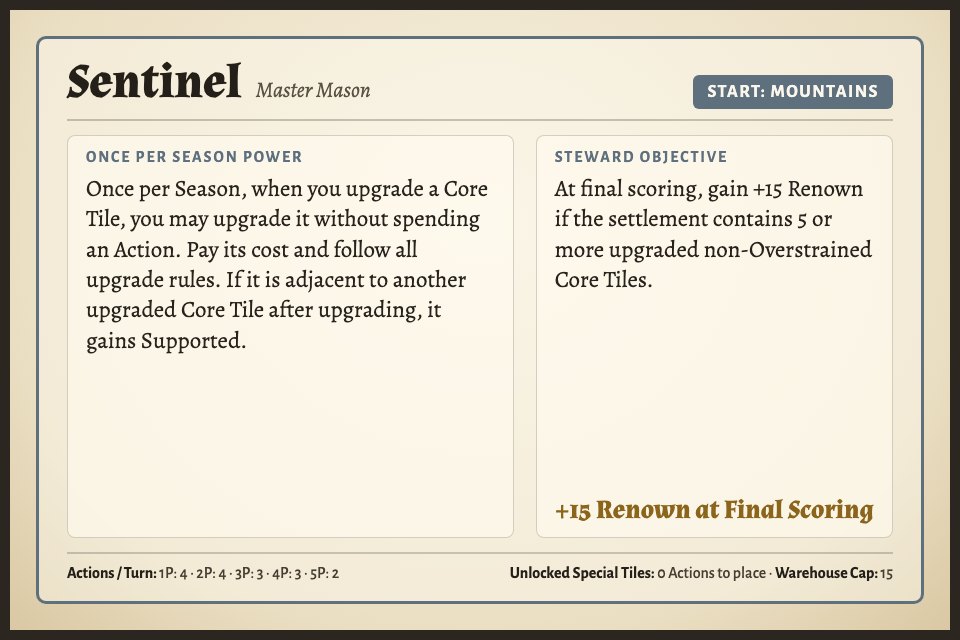 Sentinel Master Mason
START: MOUNTAINS
ONCE PER SEASON POWER
Once per Season, when you upgrade a Core
Tile, you may upgrade it without spending
an Action. Pay its cost and follow all
upgrade rules. If it is adjacent to another
upgraded Core Tile after upgrading, it
gains Supported.
STEWARD OBJECTIVE
At final scoring, gain +15 Renown
if the settlement contains 5 or
more upgraded non-Overstrained
Core Tiles.
+15 Renown at Final Scoring
Actions / Turn: 1P: 4 · 2P: 4 · 3P: 3 · 4P: 3 · 5P: 2
Unlocked Special Tiles: 0 Actions to place · Warehouse Cap: 15